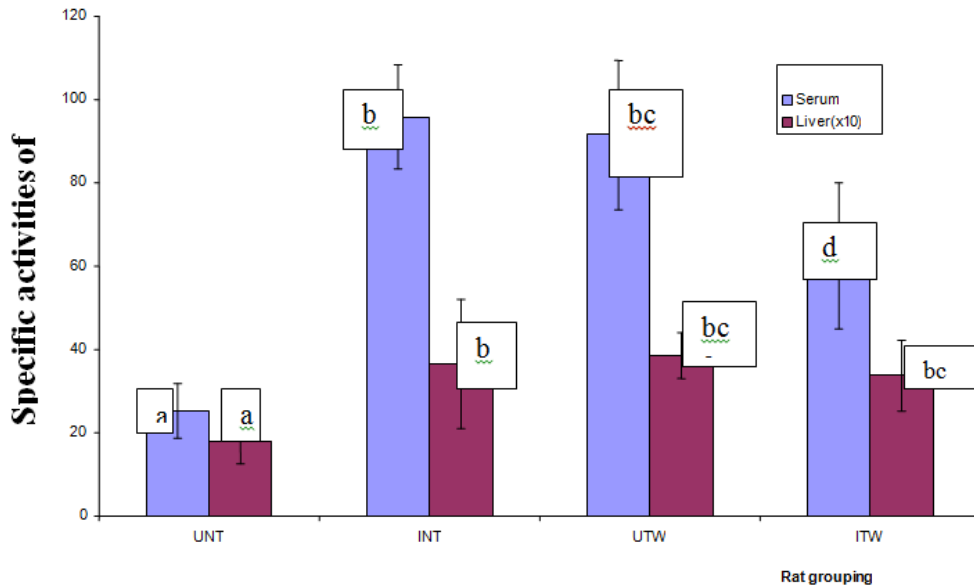 Specific activities of
120
100
80
60
40
20
0
Serum
Liver(x10)
a
a
b
b
bc
bc
-
d
bc
UNT
INT
UTW
ITW
Rat grouping